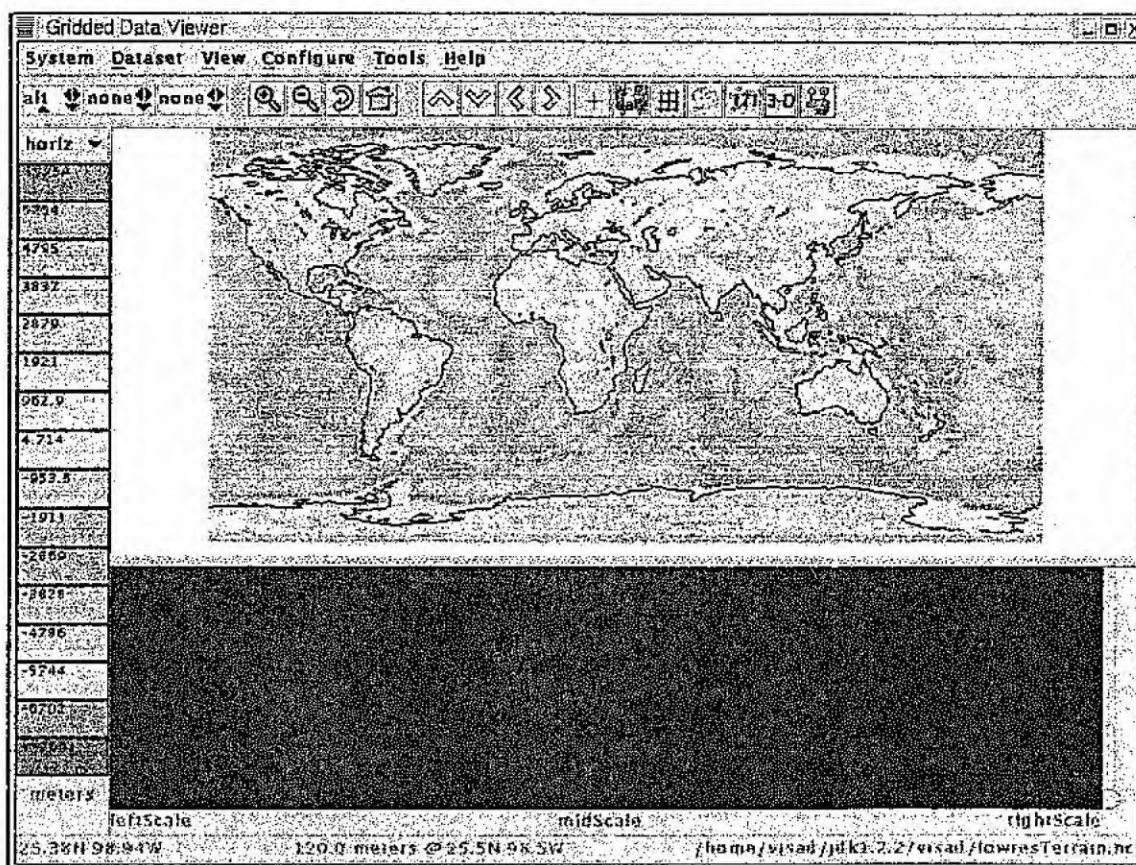 Gridded Data Viewer
System Dataset View Configure Tools Help
alt none none 3-D
horiz
5754
4795
3837
2879
1921
962.9
4.714
-953.5
-1911
-2869
-3828
-4786
-5744
-6702
meters
leftScale midScale rightScale
25.38N 98.94W 120.0 meters @ 25.5N 98.5W /home/visad/jdk1.2.2/visad/lowresTerrain.nc